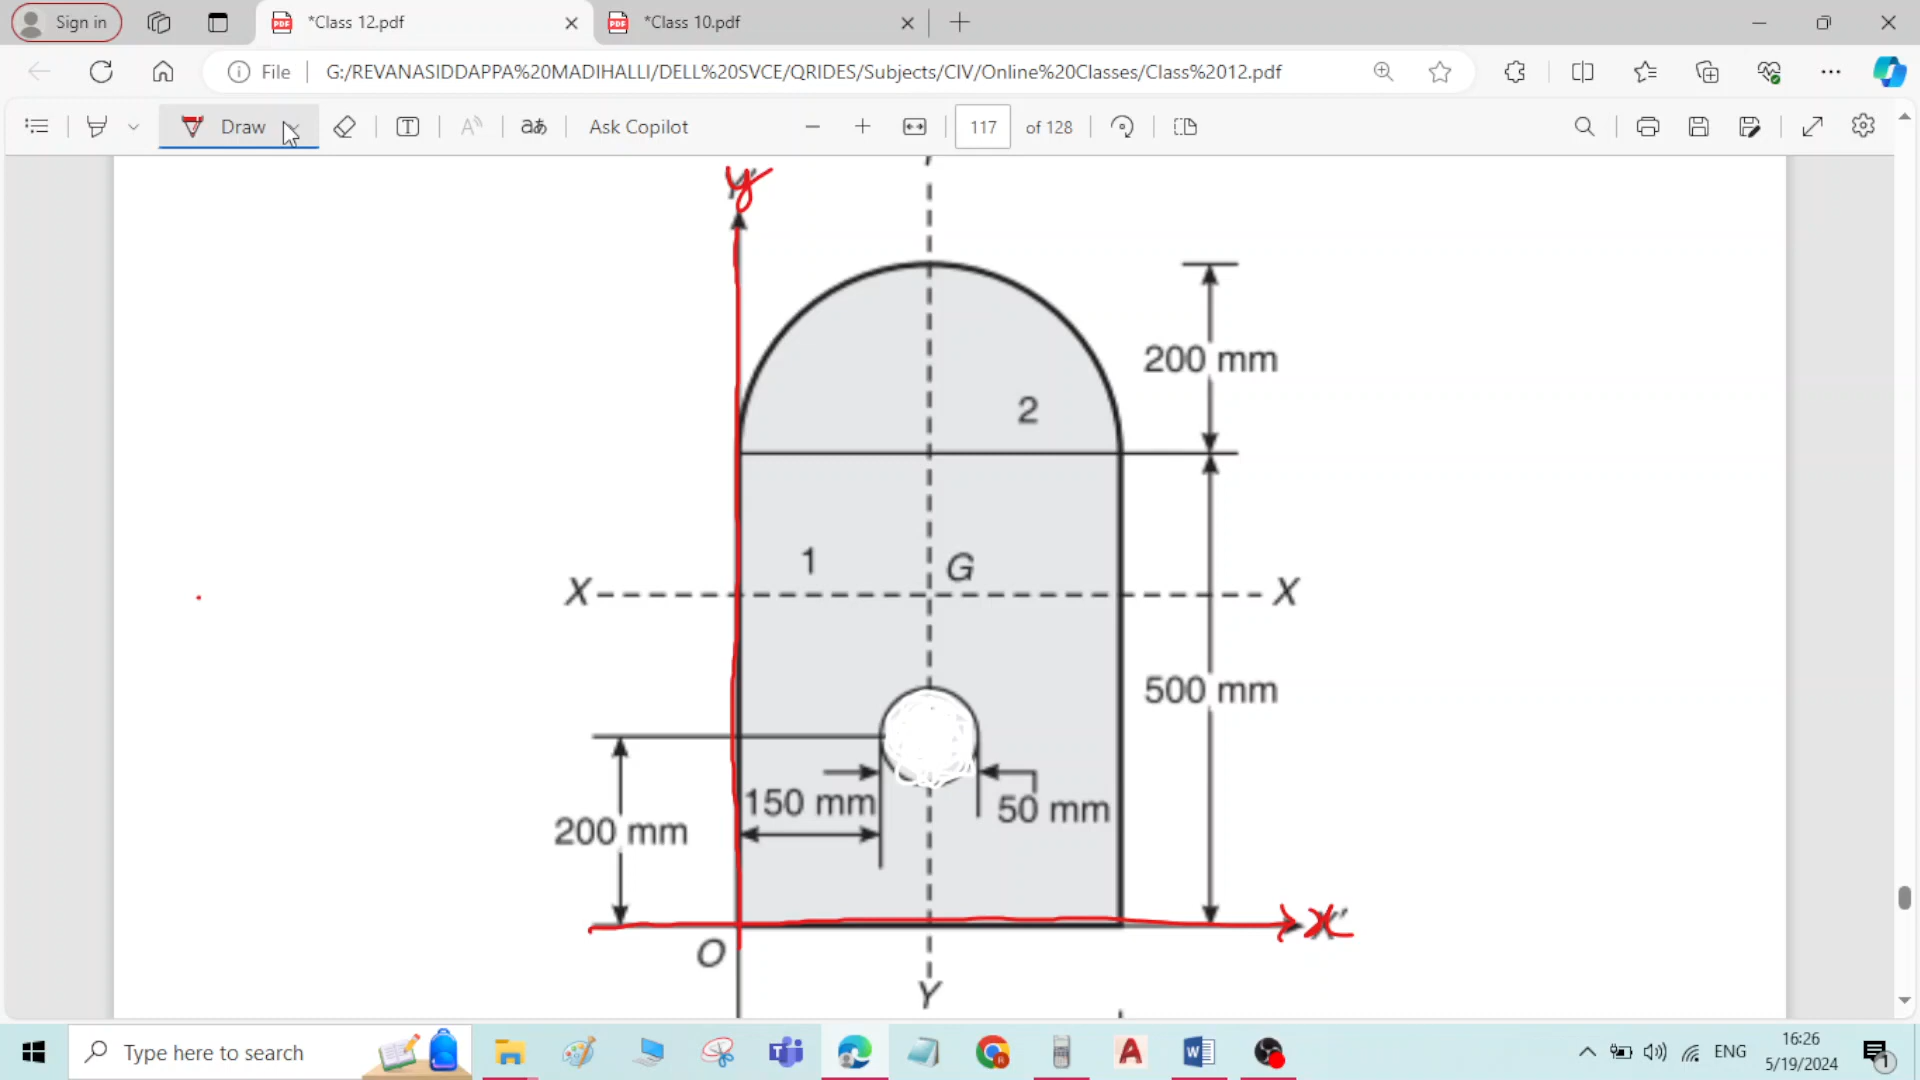 Sign in
*Class 12.pdf
*Class 10.pdf
File
G:/REVANASIDDAPPA%20MADIHALLI/DELL%20SVCE/QRIDES/Subjects/CIV/Online%20Classes/Class%2012.pdf
Draw
Ask Copilot
117 of 128
y
200 mm
2
1
G
X
X
500 mm
150 mm
50 mm
200 mm
x
O
Y
Type here to search
ENG
16:26
5/19/2024
1